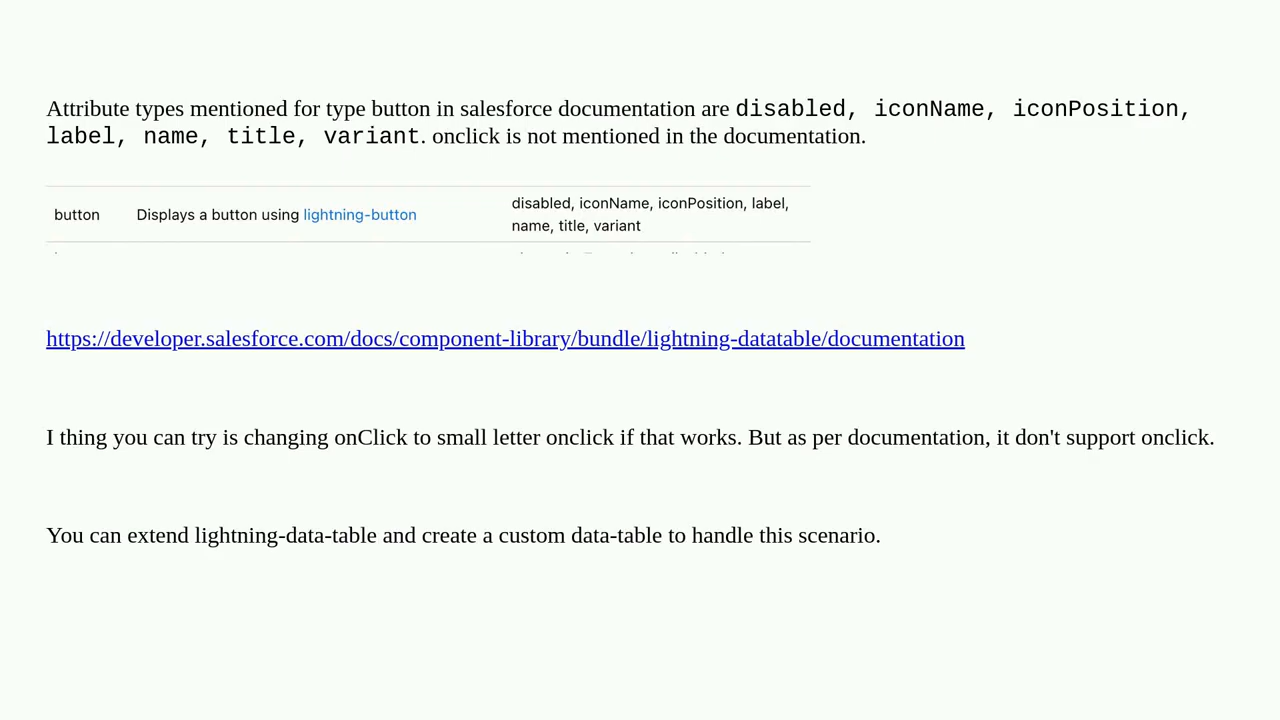 Attribute types mentioned for type button in salesforce documentation are disabled, iconName, iconPosition,
label, name, title, variant. onclick is not mentioned in the documentation.
button Displays a button using lightning-button disabled, iconName, iconPosition, label,
name, title, variant
https://developer.salesforce.com/docs/component-library/bundle/lightning-datatable/documentation
I thing you can try is changing onClick to small letter onclick if that works. But as per documentation, it don't support onclick.
You can extend lightning-data-table and create a custom data-table to handle this scenario.